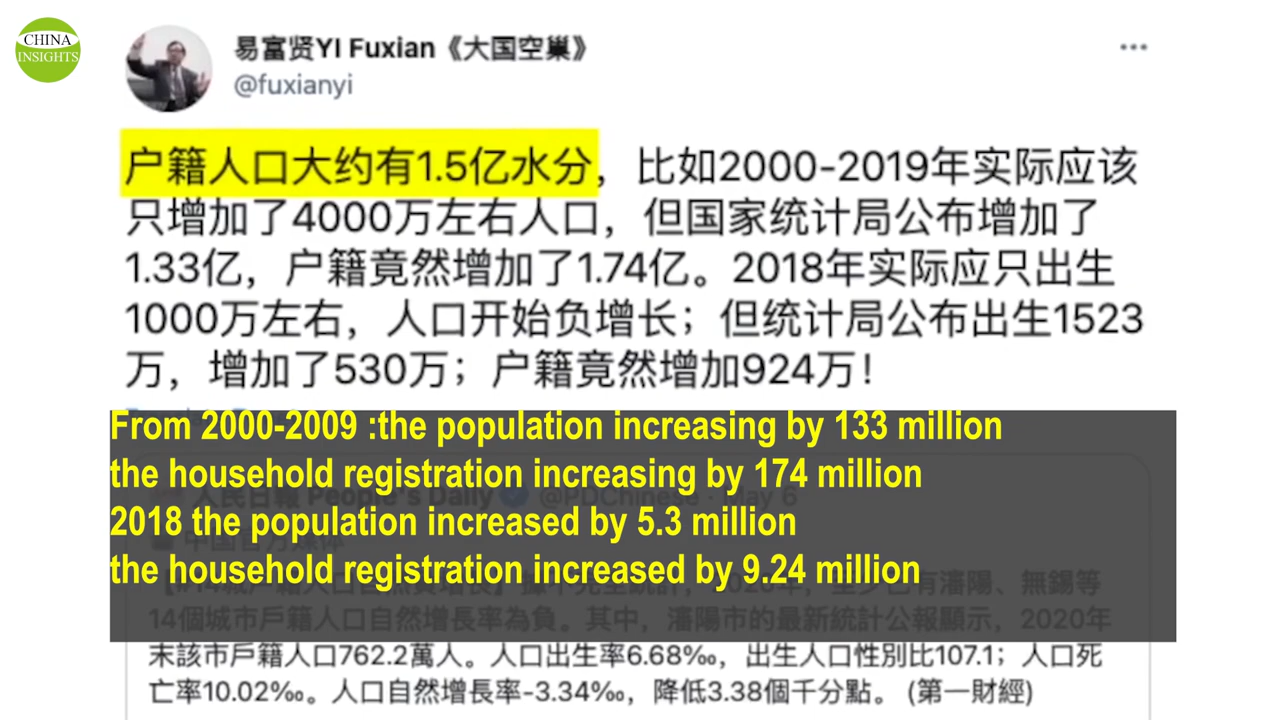 CHINA
INSIGHTS
易富贤YI Fuxian《大国空巢》
@fuxianyi
户籍人口大约有1.5亿水分，比如2000-2019年实际应该
只增加了4000万左右人口，但国家统计局公布增加了
1.33亿，户籍竟然增加了1.74亿。2018年实际应只出生
1000万左右，人口开始负增长；但统计局公布出生1523
万，增加了530万；户籍竟然增加924万！
From 2000-2009 :the population increasing by 133 million
the household registration increasing by 174 million
人民日報 People's Daily @PDChinese · May 6
2018 the population increased by 5.3 million
the household registration increased by 9.24 million
14個城市戶籍人口自然增長率為負。其中，瀋陽市的最新統計公報顯示，2020年
末該市戶籍人口762.2萬人。人口出生率6.68‰，出生人口性別比107.1；人口死
亡率10.02‰。人口自然增長率-3.34‰，降低3.38個千分點。 (第一財經)